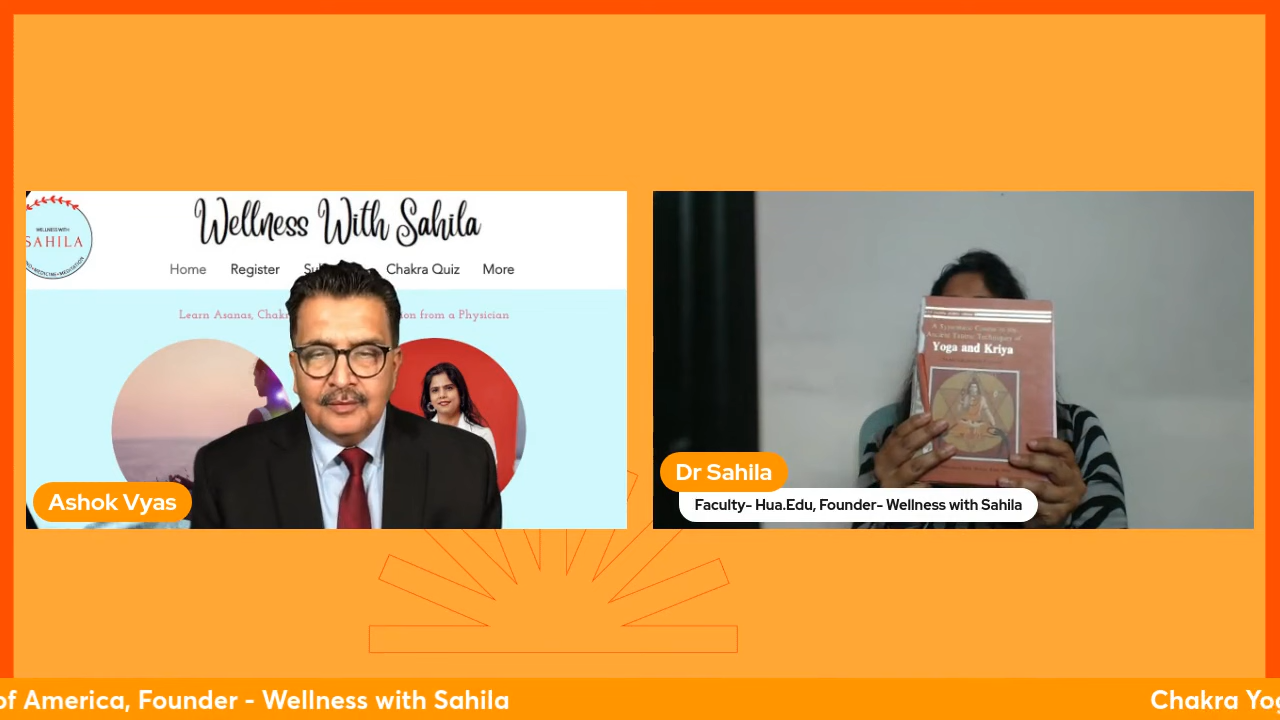 WELLNESS WITH
SAHILA
Wellness With Sahila
Home Register Chakra Quiz More
Learn Asanas, from a Physician
Ashok Vyas
A Systematic Course in the
Ancient Tantric Techniques of
Yoga and Kriya
Dr Sahila
Faculty- Hua.Edu, Founder- Wellness with Sahila
of America, Founder - Wellness with Sahila
Chakra